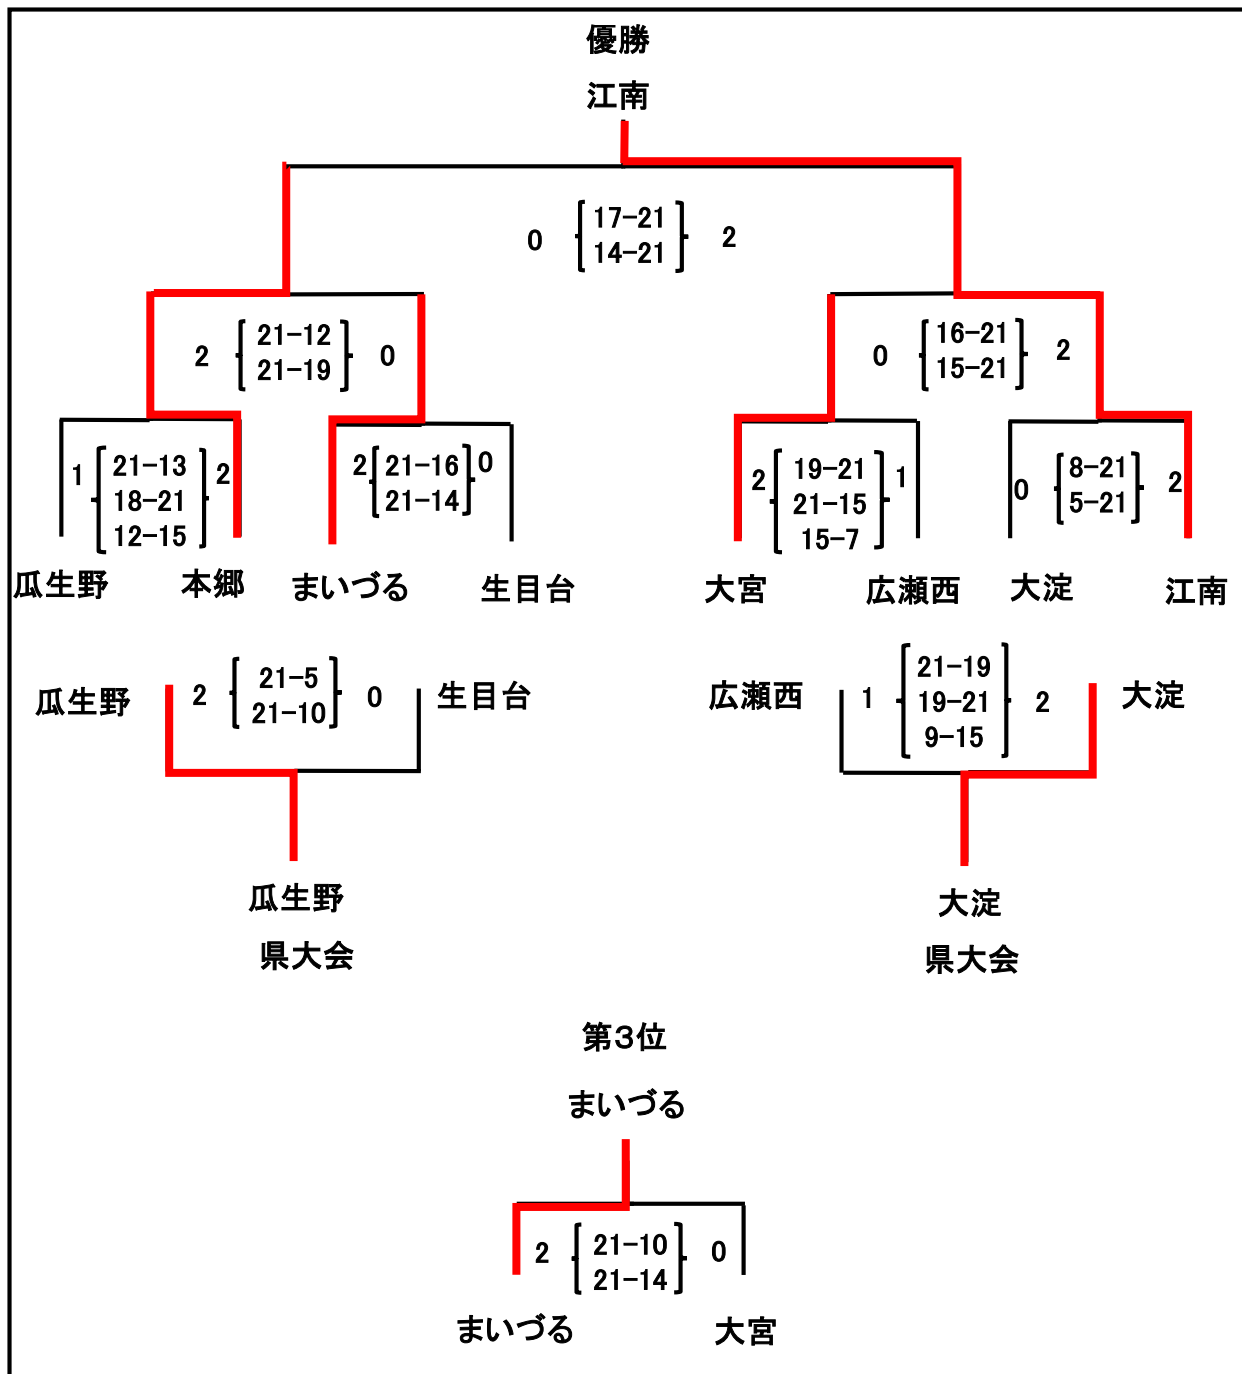 優勝
江南
0 17-21 2
14-21
2 21-12 0
21-19
0 16-21 2
15-21
1 21-13 2
18-21
12-15
2 21-16 0
21-14
2 19-21 1
21-15
15-7
0 8-21 2
5-21
瓜生野 本郷 まいづる 生目台 大宮 広瀬西 大淀 江南
瓜生野 2 21-5 0 生目台
21-10
広瀬西 1 21-19 2 大淀
19-21
9-15
瓜生野
県大会
大淀
県大会
第3位
まいづる
2 21-10 0
21-14
まいづる 大宮